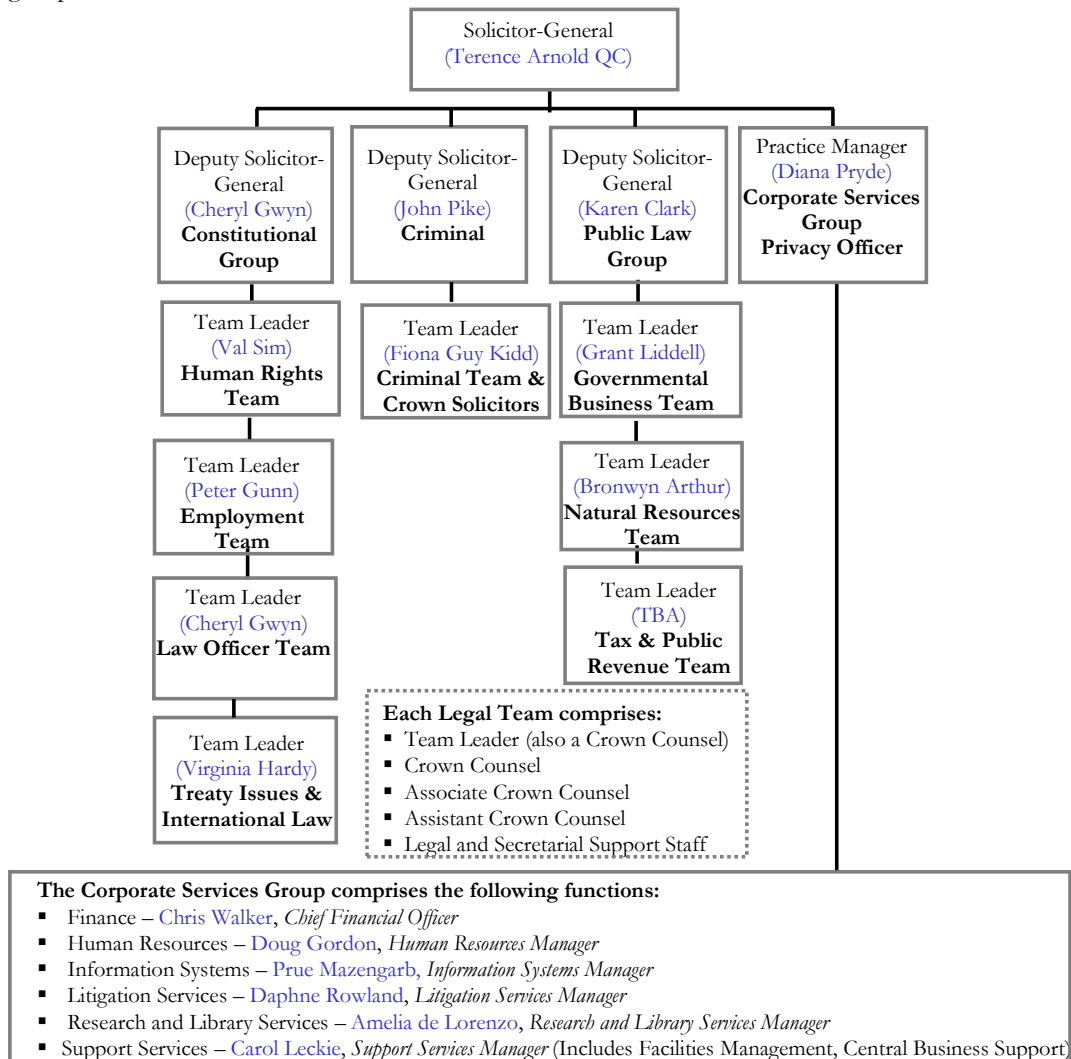 Solicitor-General
(Terence Arnold QC)
Deputy Solicitor-
General
(Cheryl Gwyn)
Constitutional
Group
Deputy Solicitor-
General
(John Pike)
Criminal
Deputy Solicitor-
General
(Karen Clark)
Public Law
Group
Practice Manager
(Diana Pryde)
Corporate Services
Group
Privacy Officer
Team Leader
(Val Sim)
Human Rights
Team
Team Leader
(Fiona Guy Kidd)
Criminal Team &
Crown Solicitors
Team Leader
(Grant Liddell)
Governmental
Business Team
Team Leader
(Peter Gunn)
Employment
Team
Team Leader
(Bronwyn Arthur)
Natural Resources
Team
Team Leader
(Cheryl Gwyn)
Law Officer Team
Team Leader
(TBA)
Tax & Public
Revenue Team
Team Leader
(Virginia Hardy)
Treaty Issues &
International Law
Each Legal Team comprises:
▪ Team Leader (also a Crown Counsel)
▪ Crown Counsel
▪ Associate Crown Counsel
▪ Assistant Crown Counsel
▪ Legal and Secretarial Support Staff
The Corporate Services Group comprises the following functions:
▪ Finance – Chris Walker, Chief Financial Officer
▪ Human Resources – Doug Gordon, Human Resources Manager
▪ Information Systems – Prue Mazengarb, Information Systems Manager
▪ Litigation Services – Daphne Rowland, Litigation Services Manager
▪ Research and Library Services – Amelia de Lorenzo, Research and Library Services Manager
▪ Support Services – Carol Leckie, Support Services Manager (Includes Facilities Management, Central Business Support)